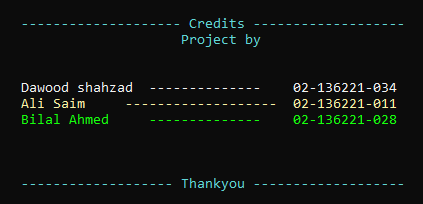 -------------------- Credits -------------------
Project by
Dawood shahzad  --------------    02-136221-034
Ali Saim     -------------------  02-136221-011
Bilal Ahmed     --------------    02-136221-028
------------------- Thankyou -------------------